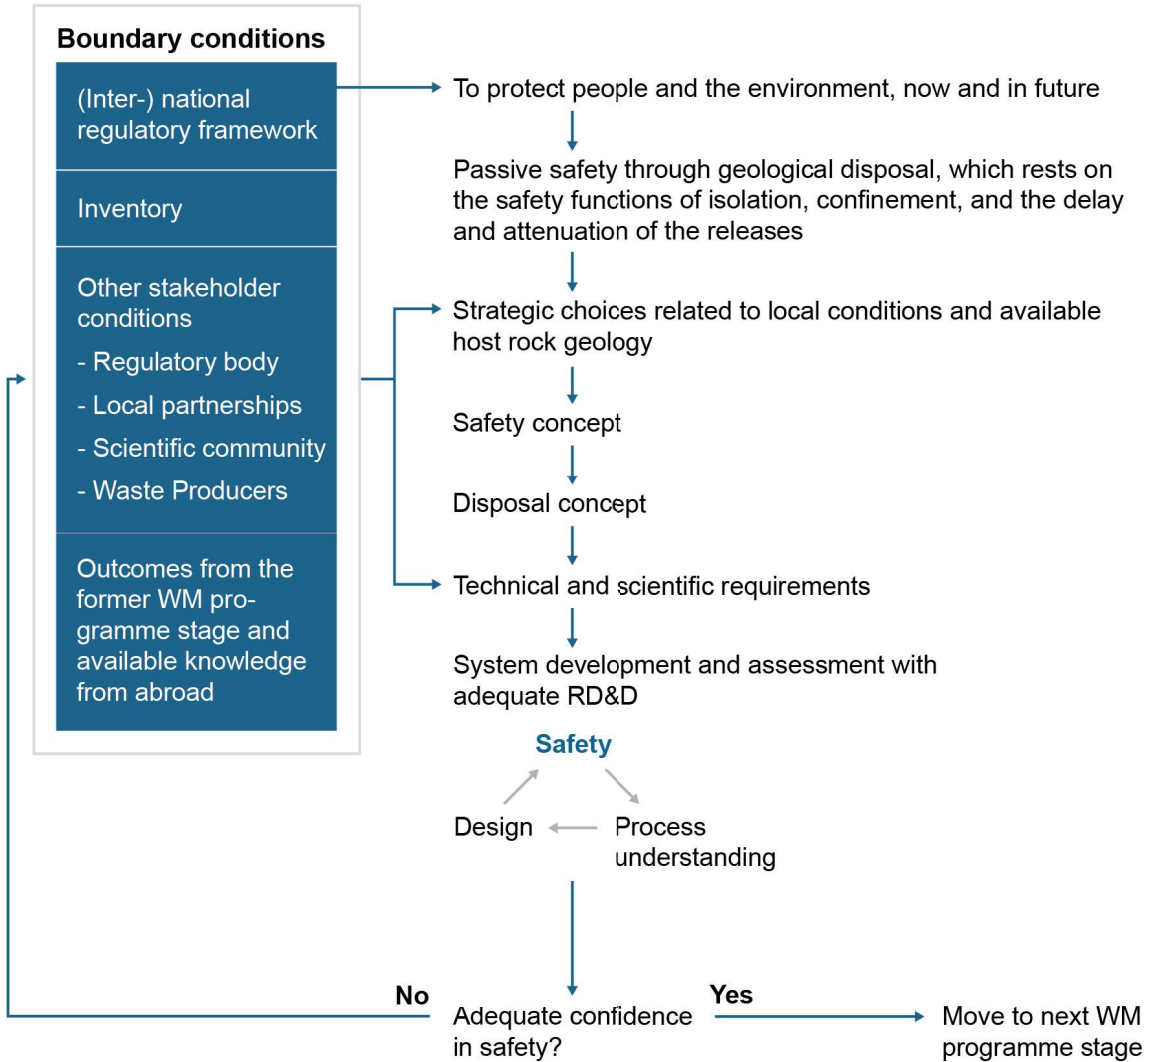 Boundary conditions
(Inter-) national
regulatory framework
Inventory
Other stakeholder
conditions
- Regulatory body
- Local partnerships
- Scientific community
- Waste Producers
Outcomes from the
former WM pro-
gramme stage and
available knowledge
from abroad
To protect people and the environment, now and in future
Passive safety through geological disposal, which rests on
the safety functions of isolation, confinement, and the delay
and attenuation of the releases
Strategic choices related to local conditions and available
host rock geology
Safety concept
Disposal concept
Technical and scientific requirements
System development and assessment with
adequate RD&D
Safety
Design
Process
understanding
No
Adequate confidence
in safety?
Yes
Move to next WM
programme stage